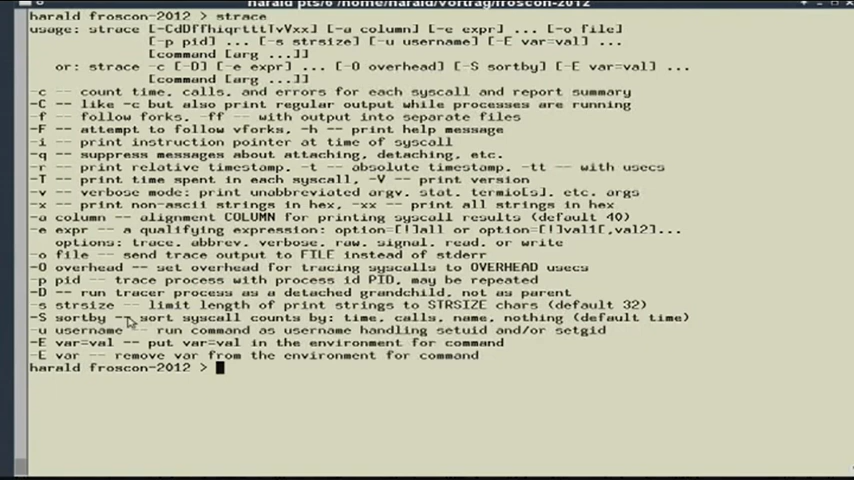 harald pts/6 /home/harald/vortrag/froscon-2012
harald froscon-2012 > strace
usage: strace [-CdDffhiqrtttTvVxx] [-a column] [-e expr] ... [-o file]
[-p pid] ... [-s strsize] [-u username] [-E var=val] ...
[command [arg ...]]
or: strace -c [-D] [-e expr] ... [-O overhead] [-S sortby] [-E var=val] ...
[command [arg ...]]
-c -- count time, calls, and errors for each syscall and report summary
-C -- like -c but also print regular output while processes are running
-f -- follow forks, -ff -- with output into separate files
-F -- attempt to follow vforks, -h -- print help message
-i -- print instruction pointer at time of syscall
-q -- suppress messages about attaching, detaching, etc.
-r -- print relative timestamp, -t -- absolute timestamp, -tt -- with usecs
-T -- print time spent in each syscall, -V -- print version
-v -- verbose mode: print unabbreviated argv, stat, termio[s], etc. args
-x -- print non-ascii strings in hex, -xx -- print all strings in hex
-a column -- alignment COLUMN for printing syscall results (default 40)
-e expr -- a qualifying expression: option=[!]all or option=[!]val1[,val2]...
options: trace, abbrev, verbose, raw, signal, read, or write
-o file -- send trace output to FILE instead of stderr
-O overhead -- set overhead for tracing syscalls to OVERHEAD usecs
-p pid -- trace process with process id PID, may be repeated
-D -- run tracer process as a detached grandchild, not as parent
-s strsize -- limit length of print strings to STRSIZE chars (default 32)
-S sortby -- sort syscall counts by: time, calls, name, nothing (default time)
-u username -- run command as username handling setuid and/or setgid
-E var=val -- put var=val in the environment for command
-E var -- remove var from the environment for command
harald froscon-2012 >